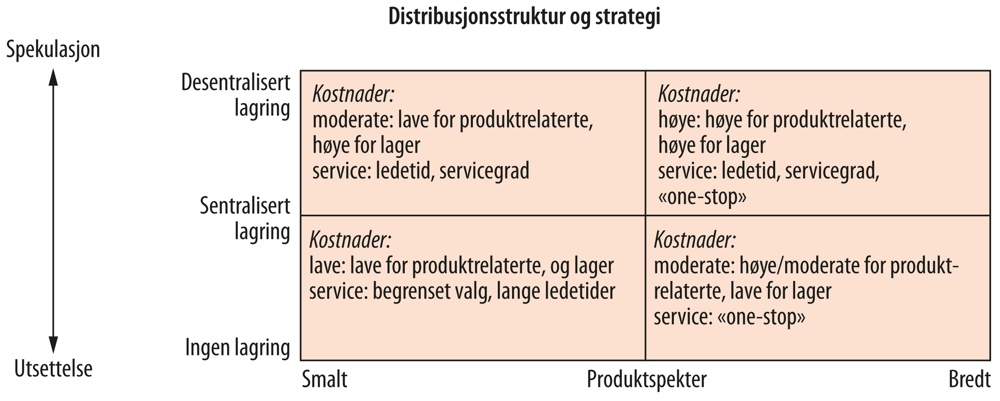 Distribusjonsstruktur og strategi
Spekulasjon
Utsettelse
Desentralisert
lagring
Sentralisert
lagring
Ingen lagring
Kostnader:
moderate: lave for produktrelaterte,
høye for lager
service: ledetid, servicegrad
Kostnader:
høye: høye for produktrelaterte,
høye for lager
service: ledetid, servicegrad,
«one-stop»
Kostnader:
lave: lave for produktrelaterte, og lager
service: begrenset valg, lange ledetider
Kostnader:
moderate: høye/moderate for produkt-
relaterte, lave for lager
service: «one-stop»
Smalt
Produktspekter
Bredt